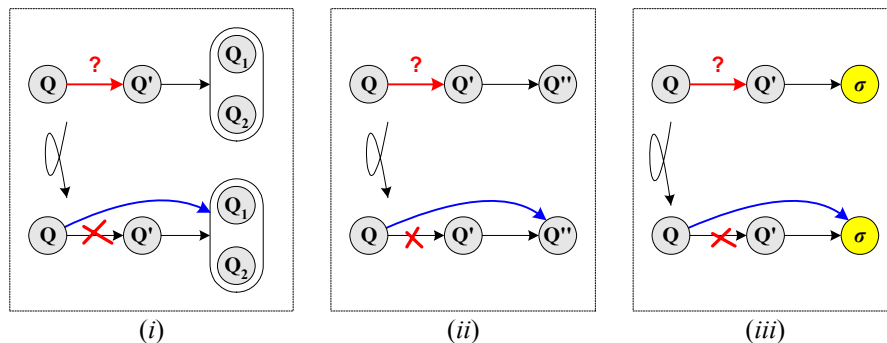 ?
Q Q' Q₁
Q₂
Q Q' Q₁
Q₂
(i)
?
Q Q' Q''
Q Q' Q''
(ii)
?
Q Q' σ
Q Q' σ
(iii)